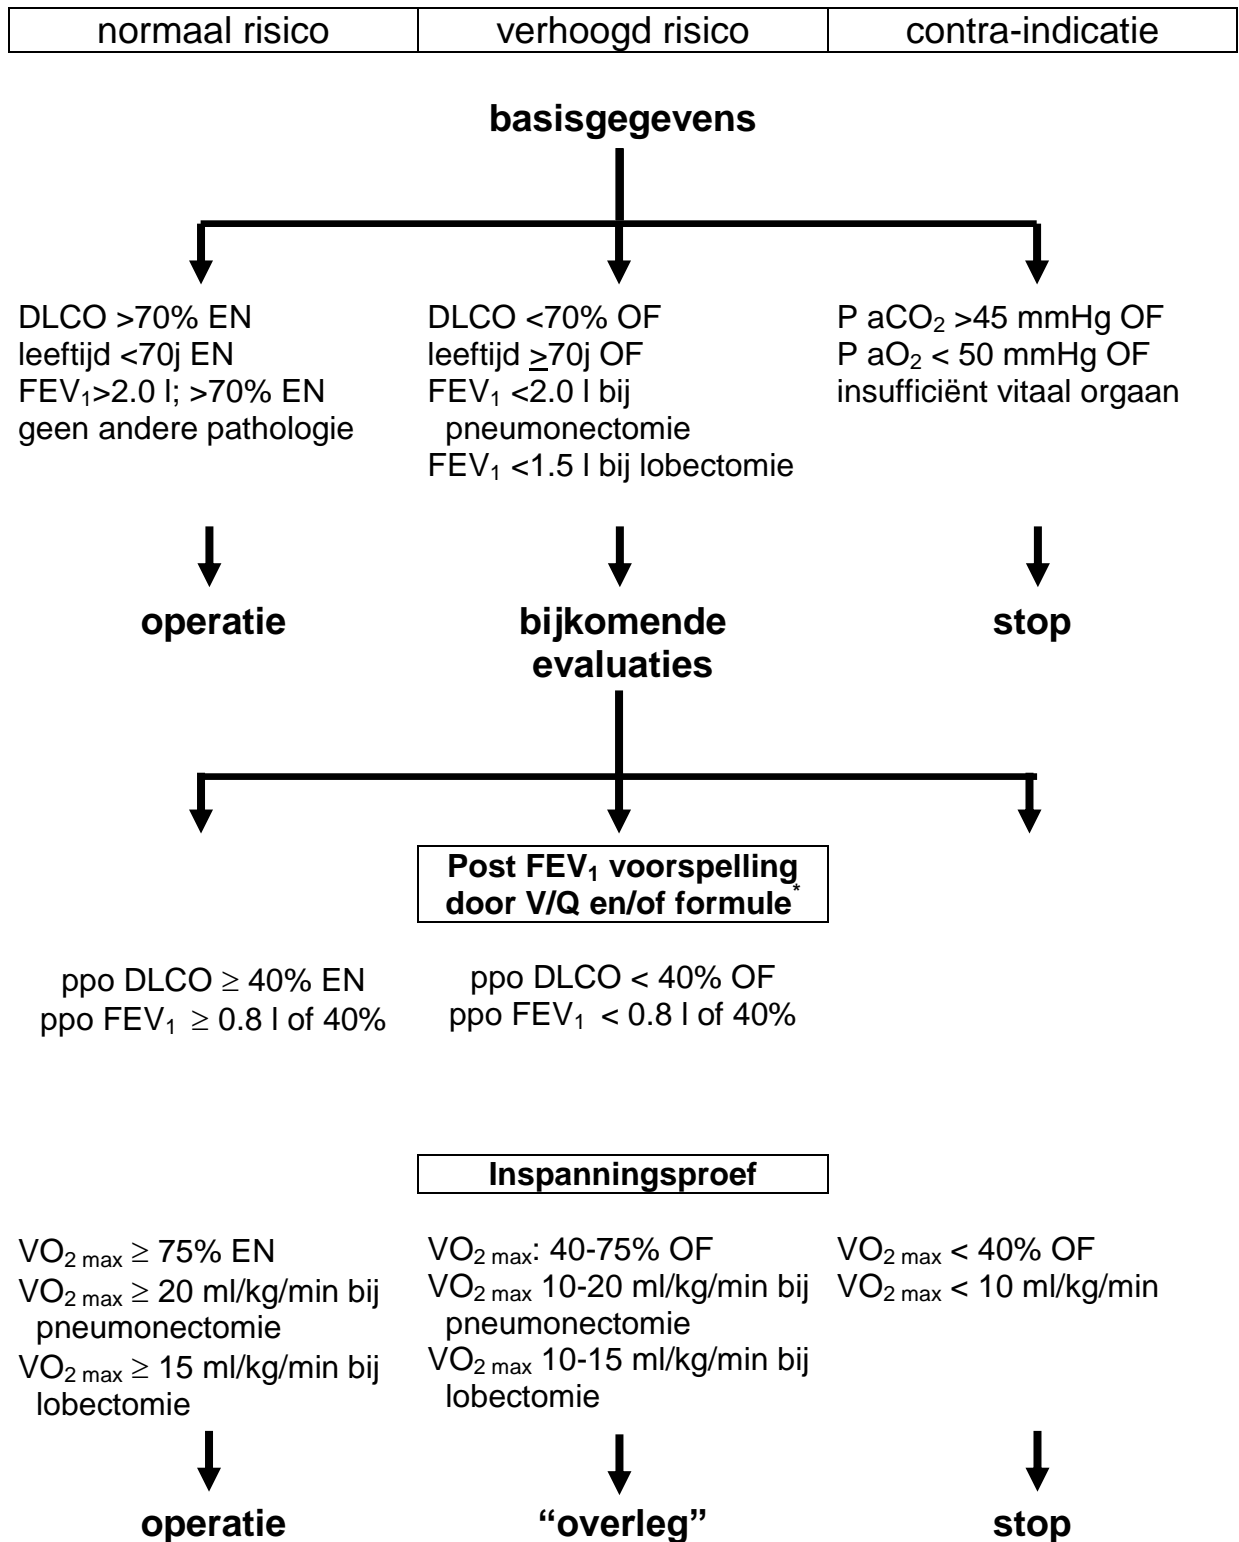 normaal risico
verhoogd risico
contra-indicatie
basisgegevens
DLCO >70% EN
leeftijd <70j EN
FEV₁>2.0 l; >70% EN
geen andere pathologie
DLCO <70% OF
leeftijd ≥70j OF
FEV₁ <2.0 l bij
pneumonectomie
FEV₁ <1.5 l bij lobectomie
P aCO₂ >45 mmHg OF
P aO₂ < 50 mmHg OF
insufficiënt vitaal orgaan
operatie
bijkomende
evaluaties
stop
Post FEV₁ voorspelling
door V/Q en/of formule*
ppo DLCO ≥ 40% EN
ppo FEV₁ ≥ 0.8 l of 40%
ppo DLCO < 40% OF
ppo FEV₁ < 0.8 l of 40%
Inspanningsproef
VO₂ max ≥ 75% EN
VO₂ max ≥ 20 ml/kg/min bij
pneumonectomie
VO₂ max ≥ 15 ml/kg/min bij
lobectomie
VO₂ max: 40-75% OF
VO₂ max 10-20 ml/kg/min bij
pneumonectomie
VO₂ max 10-15 ml/kg/min bij
lobectomie
VO₂ max < 40% OF
VO₂ max < 10 ml/kg/min
operatie
“overleg”
stop